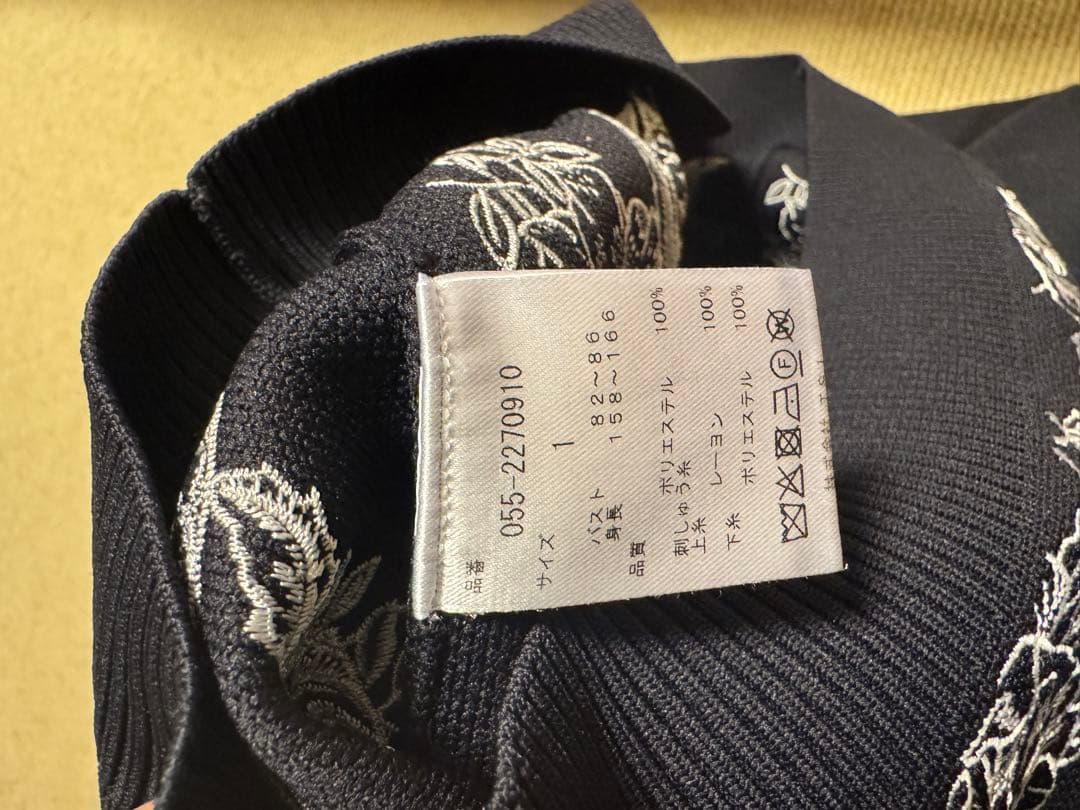 品番
055-2270910
サイズ
1
バスト 82～86
身長 158～166
品質
ポリエステル 100%
刺しゅう糸
上糸 レーヨン 100%
下糸 ポリエステル 100%
F
W